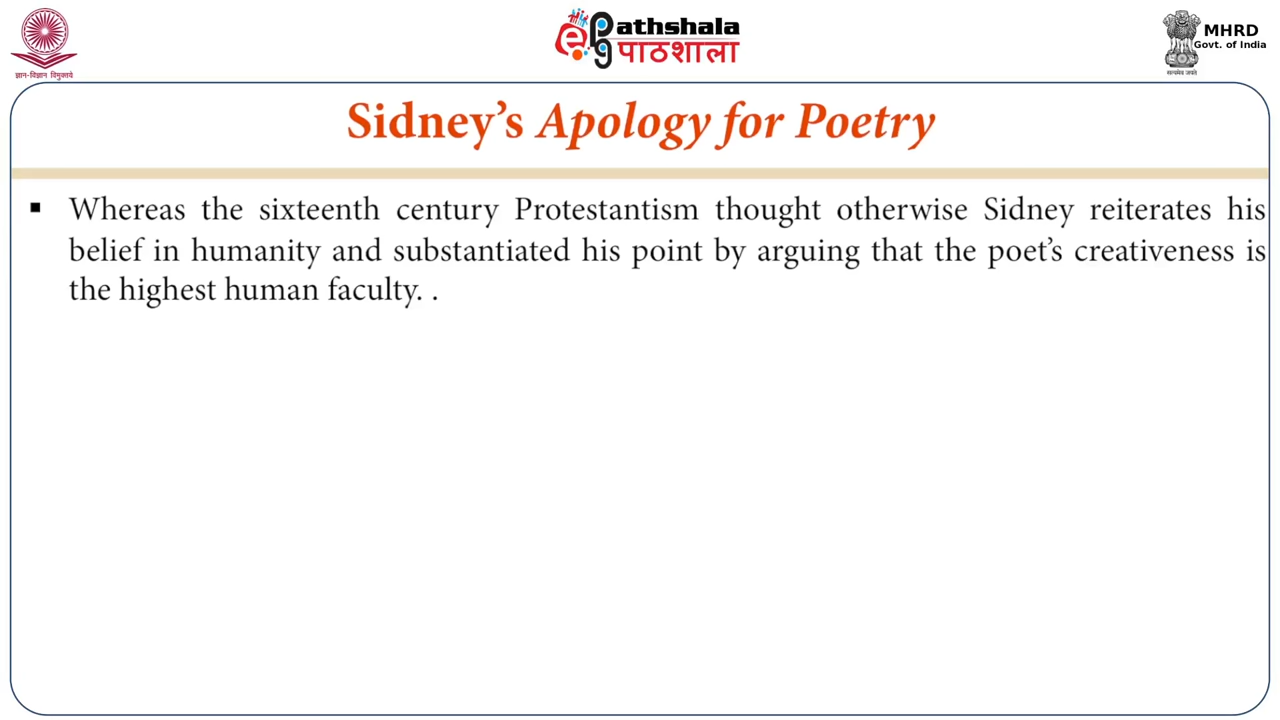 ज्ञान-विज्ञान विमुक्तये
ePG Pathshala
पाठशाला
MHRD
Govt. of India
सत्यमेव जयते
Sidney's Apology for Poetry
▪ Whereas the sixteenth century Protestantism thought otherwise Sidney reiterates his
belief in humanity and substantiated his point by arguing that the poet's creativeness is
the highest human faculty. .